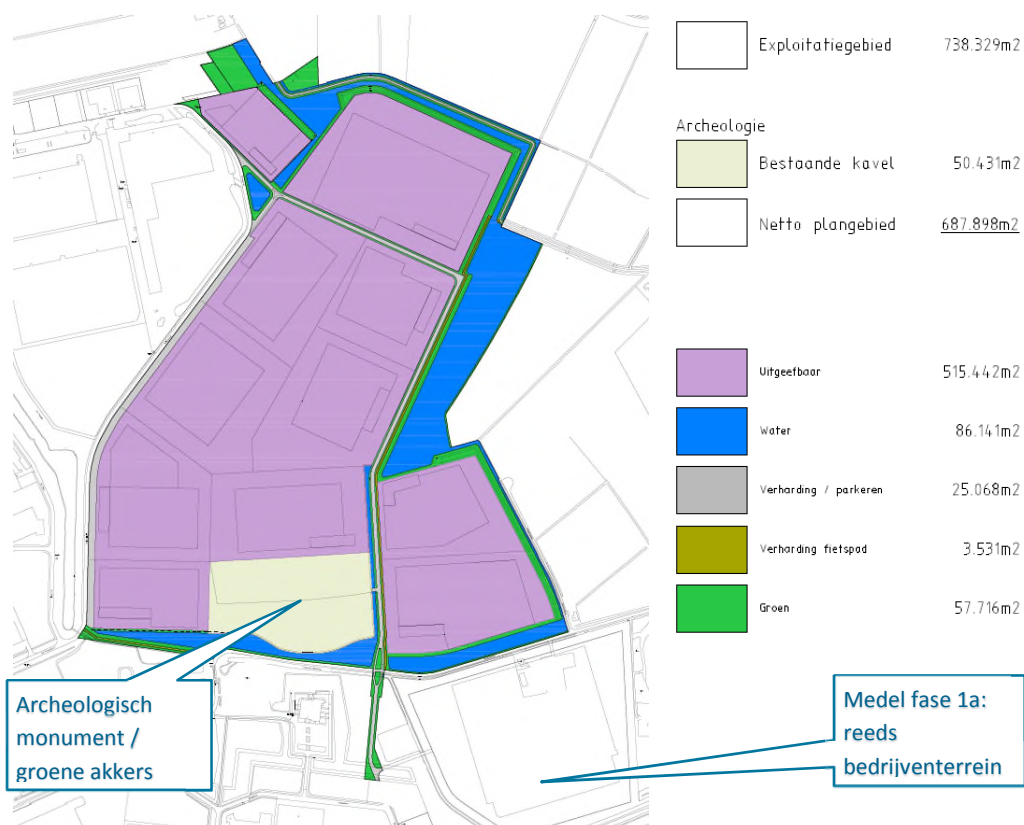 Exploitatiegebied 738.329m2
Archeologie
Bestaande kavel 50.431m2
Netto plangebied 687.898m2
Uitgeefbaar 515.442m2
Water 86.141m2
Verharding / parkeren 25.068m2
Verharding fietspad 3.531m2
Groen 57.716m2
Archeologisch
monument /
groene akkers
Medel fase 1a:
reeds
bedrijventerrein